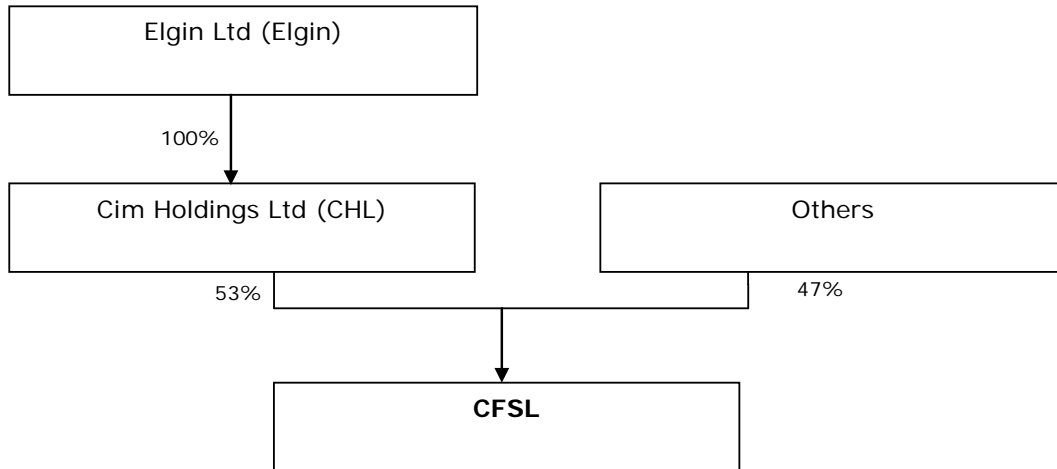 Elgin Ltd (Elgin)
100%
Cim Holdings Ltd (CHL)
Others
53%
47%
CFSL